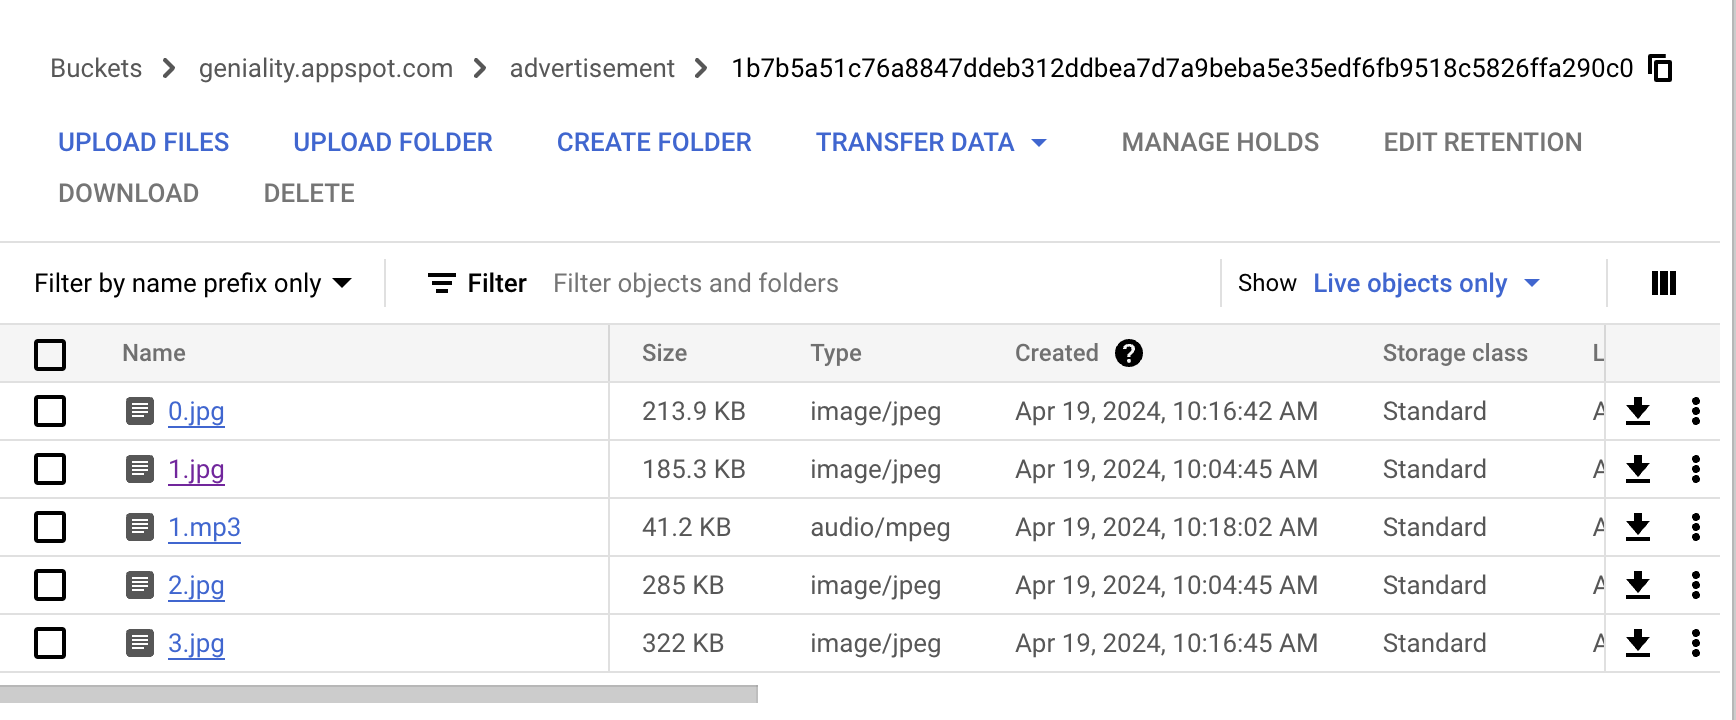 Buckets > geniality.appspot.com > advertisement > 1b7b5a51c76a8847ddeb312ddbea7d7a9beba5e35edf6fb9518c5826ffa290c0
UPLOAD FILES UPLOAD FOLDER CREATE FOLDER TRANSFER DATA MANAGE HOLDS EDIT RETENTION
DOWNLOAD DELETE
Filter by name prefix only Filter Filter objects and folders Show Live objects only
Name Size Type Created ? Storage class L
0.jpg 213.9 KB image/jpeg Apr 19, 2024, 10:16:42 AM Standard A
1.jpg 185.3 KB image/jpeg Apr 19, 2024, 10:04:45 AM Standard A
1.mp3 41.2 KB audio/mpeg Apr 19, 2024, 10:18:02 AM Standard A
2.jpg 285 KB image/jpeg Apr 19, 2024, 10:04:45 AM Standard A
3.jpg 322 KB image/jpeg Apr 19, 2024, 10:16:45 AM Standard A